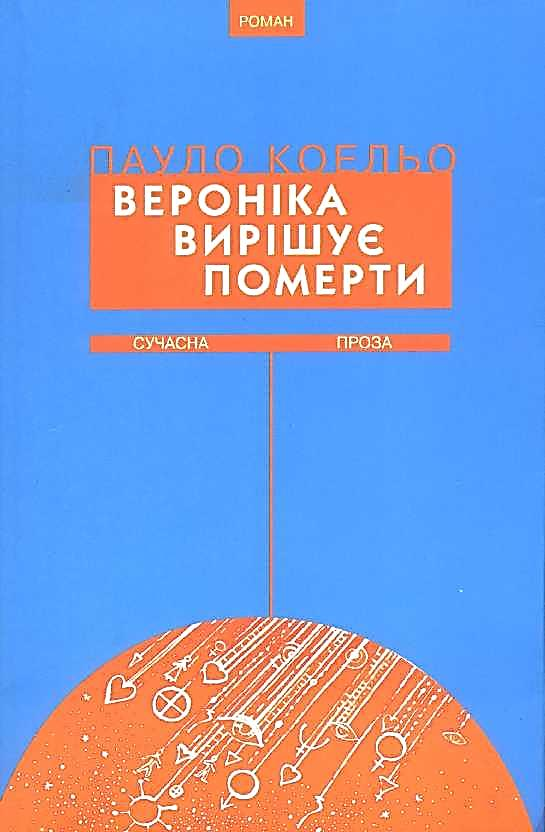 РОМАН
ПАУЛО КОЕЛЬО
ВЕРОНІКА
ВИРІШУЄ
ПОМЕРТИ
СУЧАСНА ПРОЗА